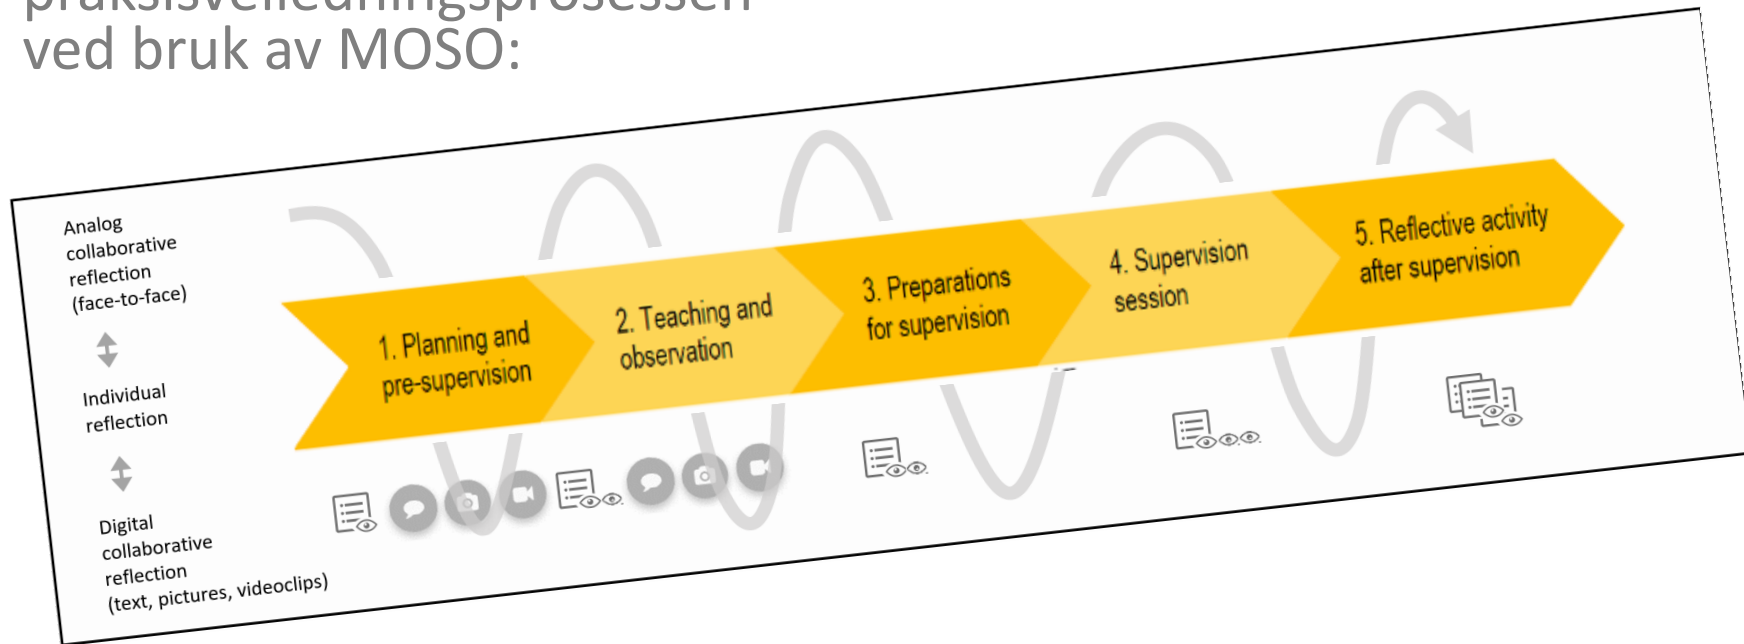 praksisveiledningsprosessen
ved bruk av MOSO:
Analog
collaborative
reflection
(face-to-face)
Individual
reflection
Digital
collaborative
reflection
(text, pictures, videoclips)
1. Planning and
pre-supervision
2. Teaching and
observation
3. Preparations
for supervision
4. Supervision
session
5. Reflective activity
after supervision